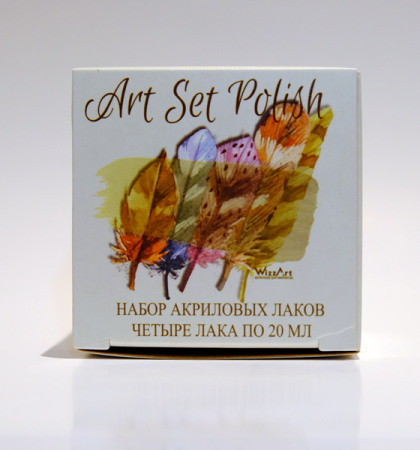 Art Set Polish
WizzArt
НАБОР АКРИЛОВЫХ ЛАКОВ
ЧЕТЫРЕ ЛАКА ПО 20 МЛ